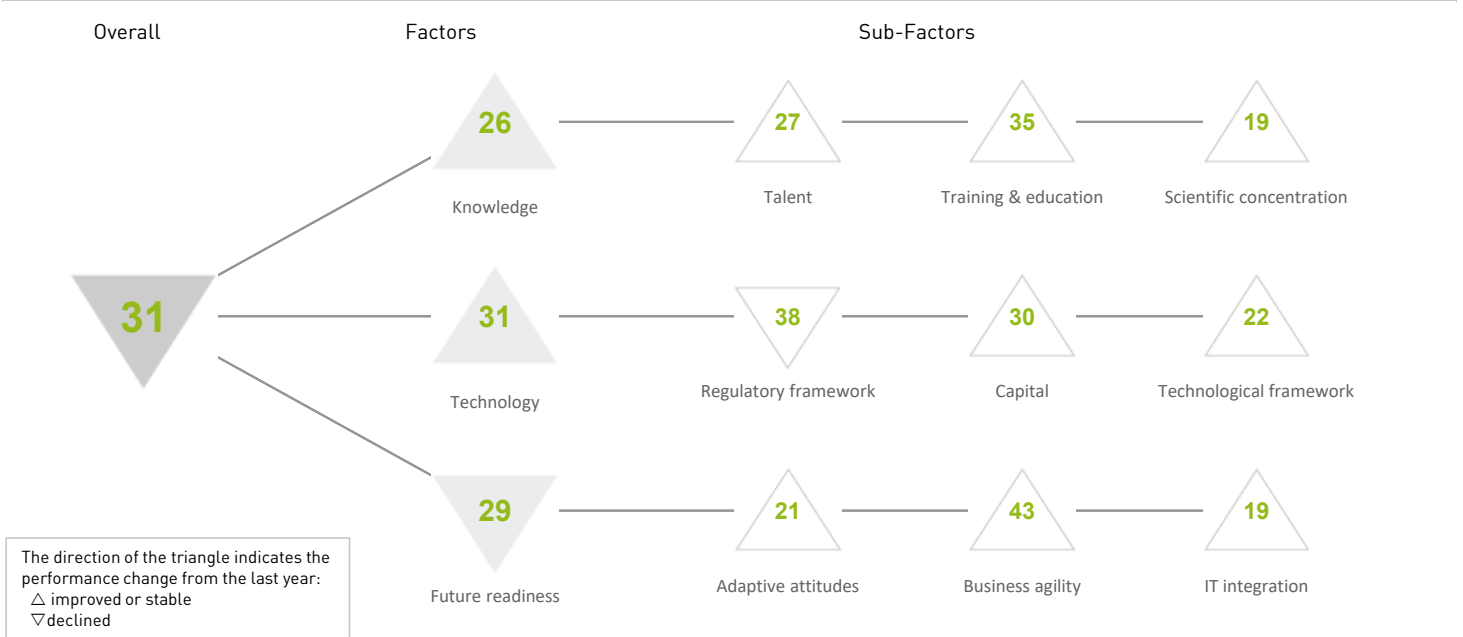 Overall
Factors
Sub-Factors
26
27
35
19
Knowledge
Talent
Training & education
Scientific concentration
31
31
38
30
22
Technology
Regulatory framework
Capital
Technological framework
29
21
43
19
Future readiness
Adaptive attitudes
Business agility
IT integration
The direction of the triangle indicates the
performance change from the last year:
△ improved or stable
▽declined